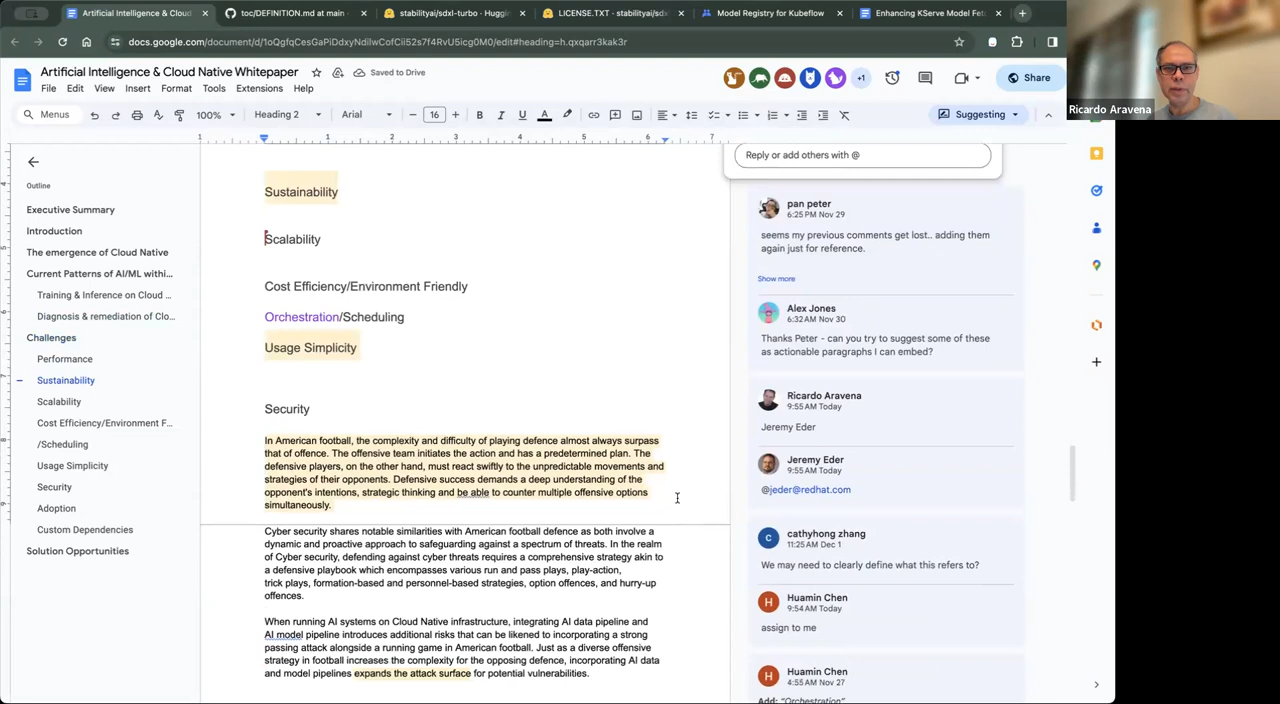 Artificial Intelligence & Cloud
toc/DEFINITION.md at main
stabilityai/sdxl-turbo · Huggi
LICENSE.TXT · stabilityai/sdx
Model Registry for Kubeflow
Enhancing KServe Model Fet
docs.google.com/document/d/1oQgfqCesGaPiDdxyNdilwCofCii52s7f4RvU5icg0M0/edit#heading=h.qxqarr3kak3r
Artificial Intelligence & Cloud Native Whitepaper
Saved to Drive
File Edit View Insert Format Tools Extensions Help
+1
Share
Ricardo Aravena
Menus
100%
Heading 2
Arial
16
B I U A
Suggesting
1 1 2 3 4 5 6 7
Outline
Executive Summary
Introduction
The emergence of Cloud Native
Current Patterns of AI/ML withi...
Training & Inference on Cloud ...
Diagnosis & remediation of Clo...
Challenges
Performance
Sustainability
Scalability
Cost Efficiency/Environment F...
/Scheduling
Usage Simplicity
Security
Adoption
Custom Dependencies
Solution Opportunities
Sustainability
Scalability
Cost Efficiency/Environment Friendly
Orchestration/Scheduling
Usage Simplicity
Security
In American football, the complexity and difficulty of playing defence almost always surpass
that of offence. The offensive team initiates the action and has a predetermined plan. The
defensive players, on the other hand, must react swiftly to the unpredictable movements and
strategies of their opponents. Defensive success demands a deep understanding of the
opponent's intentions, strategic thinking and be able to counter multiple offensive options
simultaneously.
Cyber security shares notable similarities with American football defence as both involve a
dynamic and proactive approach to safeguarding against a spectrum of threats. In the realm
of Cyber security, defending against cyber threats requires a comprehensive strategy akin to
a defensive playbook which encompasses various run and pass plays, play-action,
trick plays, formation-based and personnel-based strategies, option offences, and hurry-up
offences.
When running AI systems on Cloud Native infrastructure, integrating AI data pipeline and
AI model pipeline introduces additional risks that can be likened to incorporating a strong
passing attack alongside a running game in American football. Just as a diverse offensive
strategy in football increases the complexity for the opposing defence, incorporating AI data
and model pipelines expands the attack surface for potential vulnerabilities.
Reply or add others with @
pan peter
6:25 PM Nov 29
seems my previous comments get lost.. adding them
again just for reference.
Show more
Alex Jones
6:32 AM Nov 30
Thanks Peter - can you try to suggest some of these
as actionable paragraphs I can embed?
Ricardo Aravena
9:55 AM Today
Jeremy Eder
Jeremy Eder
9:55 AM Today
@jeder@redhat.com
C
cathyhong zhang
11:25 AM Dec 1
We may need to clearly define what this refers to?
H
Huamin Chen
9:54 AM Today
assign to me
H
Huamin Chen
4:55 AM Nov 27
Add: "Orchestration"